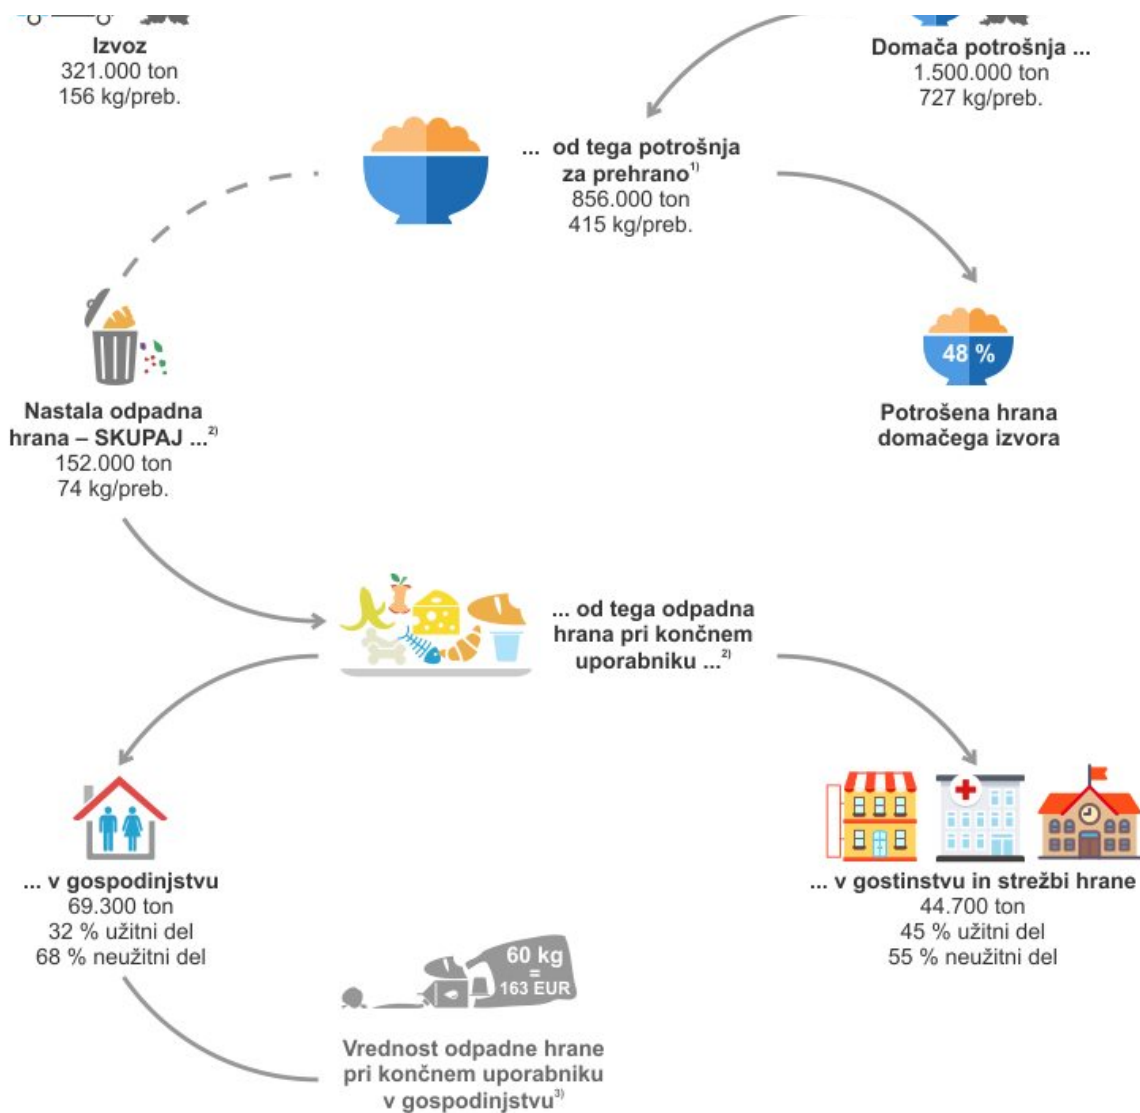 Izvoz
321.000 ton
156 kg/preb.
Domača potrošnja ...
1.500.000 ton
727 kg/preb.
... od tega potrošnja
za prehrano¹⁾
856.000 ton
415 kg/preb.
48 %
Potrošena hrana
domačega izvora
Nastala odpadna
hrana – SKUPAJ ...²⁾
152.000 ton
74 kg/preb.
... od tega odpadna
hrana pri končnem
uporabniku ...²⁾
... v gospodinjstvu
69.300 ton
32 % užitni del
68 % neužitni del
... v gostinstvu in strežbi hrane
44.700 ton
45 % užitni del
55 % neužitni del
60 kg
=
163 EUR
Vrednost odpadne hrane
pri končnem uporabniku
v gospodinjstvu³⁾